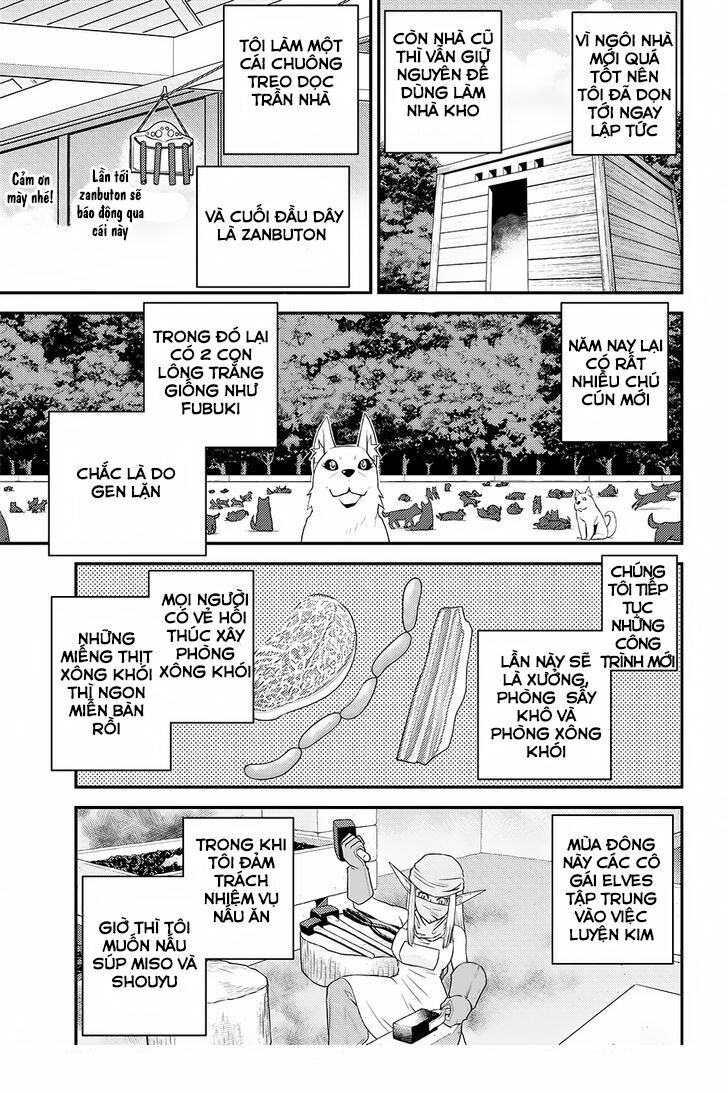 VÌ NGÔI NHÀ
MỚI QUÁ
TỐT NÊN
TÔI ĐÃ DỌN
TỚI NGAY
LẬP TỨC
CÒN NHÀ CŨ
THÌ VẪN GIỮ
NGUYÊN ĐỂ
DÙNG LÀM
NHÀ KHO
TÔI LÀM MỘT
CÁI CHUÔNG
TREO DỌC
TRẦN NHÀ
VÀ CUỐI ĐẦU DÂY
LÀ ZANBUTON
Lần tới
zanbuton sẽ
báo động qua
cái này
Cảm ơn
mày nhé!
NĂM NAY LẠI
CÓ RẤT
NHIỀU CHÚ
CÚN MỚI
TRONG ĐÓ LẠI
CÓ 2 CON
LÔNG TRẮNG
GIỐNG NHƯ
FUBUKI
CHẮC LÀ DO
GEN LẶN
CHÚNG
TÔI TIẾP
TỤC
NHỮNG
CÔNG
TRÌNH MỚI
LẦN NÀY SẼ
LÀ XƯỞNG,
PHÒNG SẤY
KHÔ VÀ
PHÒNG XÔNG
KHÓI
MỌI NGƯỜI
CÓ VẺ HỐI
THÚC XÂY
PHÒNG
XÔNG KHÓI
NHỮNG
MIẾNG THỊT
XÔNG KHÓI
THÌ NGON
MIỄN BÀN
RỒI
MÙA ĐÔNG
NÀY CÁC CÔ
GÁI ELVES
TẬP TRUNG
VÀO VIỆC
LUYỆN KIM
TRONG KHI
TÔI ĐẢM
TRÁCH
NHIỆM VỤ
NẤU ĂN
GIỜ THÌ TÔI
MUỐN NẤU
SÚP MISO VÀ
SHOUYU